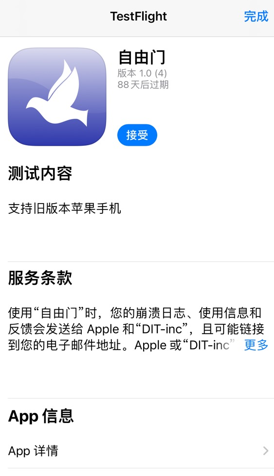 TestFlight
完成
自由门
版本 1.0 (4)
88 天后过期
接受
测试内容
支持旧版本苹果手机
服务条款
使用“自由门”时，您的崩溃日志、使用信息和
反馈会发送给 Apple 和“DIT-inc”，且可能链接
到您的电子邮件地址。Apple 或“DIT-inc” 更多
App 信息
App 详情